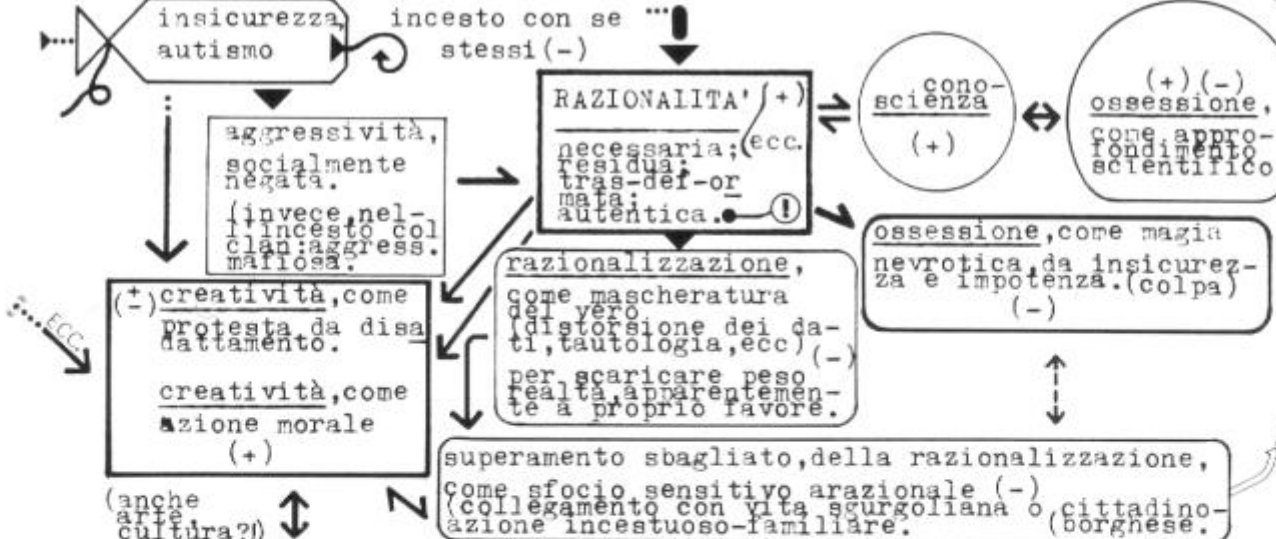 insicurezza,
autismo
incesto con se
stessi(-)
aggressività,
socialmente
negata.
(invece,nel-
l'incesto col
clan:aggress.
mafiosa.
RAZIONALITA' (+)
ecc.
necessaria;
residua;
tras-def-or
mata;
autentica.
!
cono-
scienza
(+)
(+)(-)
ossessione,
come appro-
fondimento
scientifico
ossessione,come magia
nevrotica,da insicurez-
za e impotenza.(colpa)
(-)
razionalizzazione,
come mascheratura
del vero
(distorsione dei da-
ti,tautologia,ecc)
(-)
per scaricare peso
realtà,apparentemen-
te a proprio favore.
ECC.
(±) creatività,come
protesta da disa
dattamento.
creatività,come
azione morale
(+)
(anche
arte,
cultura?!)
superamento sbagliato,della razionalizzazione,
come sfocio sensitivo arazionale (-)
(collegamento con vita sgurgoliana o cittadino-
azione incestuoso-familiare. (borghese.